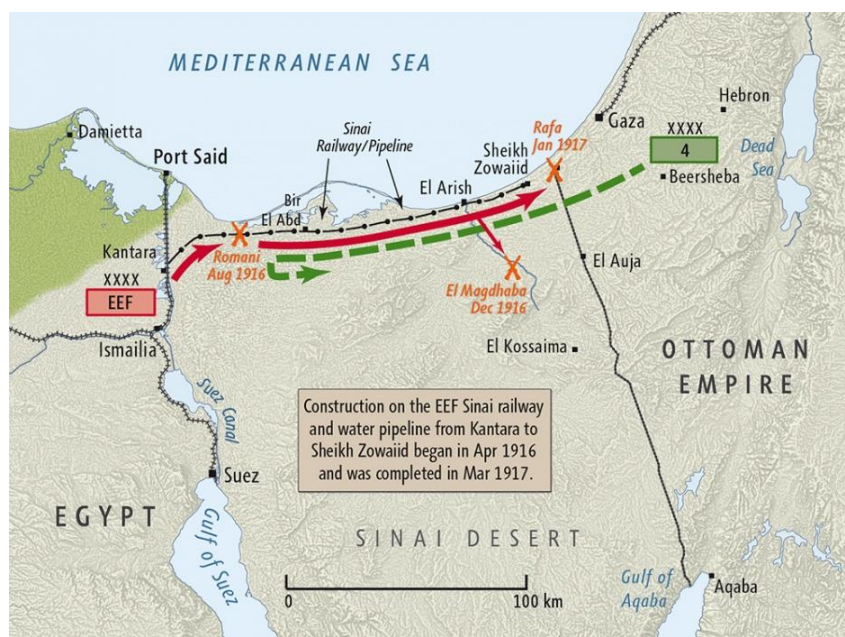 MEDITERRANEAN SEA
Damietta
Port Said
Sinai
Railway/Pipeline
Rafa
Jan 1917
Gaza
Hebron
XXXX
4
Dead
Sea
Beersheba
Sheikh
Zowaiid
El Arish
Bir
El Abd
Kantara
Romani
Aug 1916
XXXX
EEF
El Auja
El Magdhaba
Dec 1916
Ismailia
El Kossaima
OTTOMAN
EMPIRE
Suez Canal
Construction on the EEF Sinai railway
and water pipeline from Kantara to
Sheikh Zowaiid began in Apr 1916
and was completed in Mar 1917.
Suez
EGYPT
Gulf of Suez
SINAI DESERT
Gulf of
Aqaba
Aqaba
0
100 km